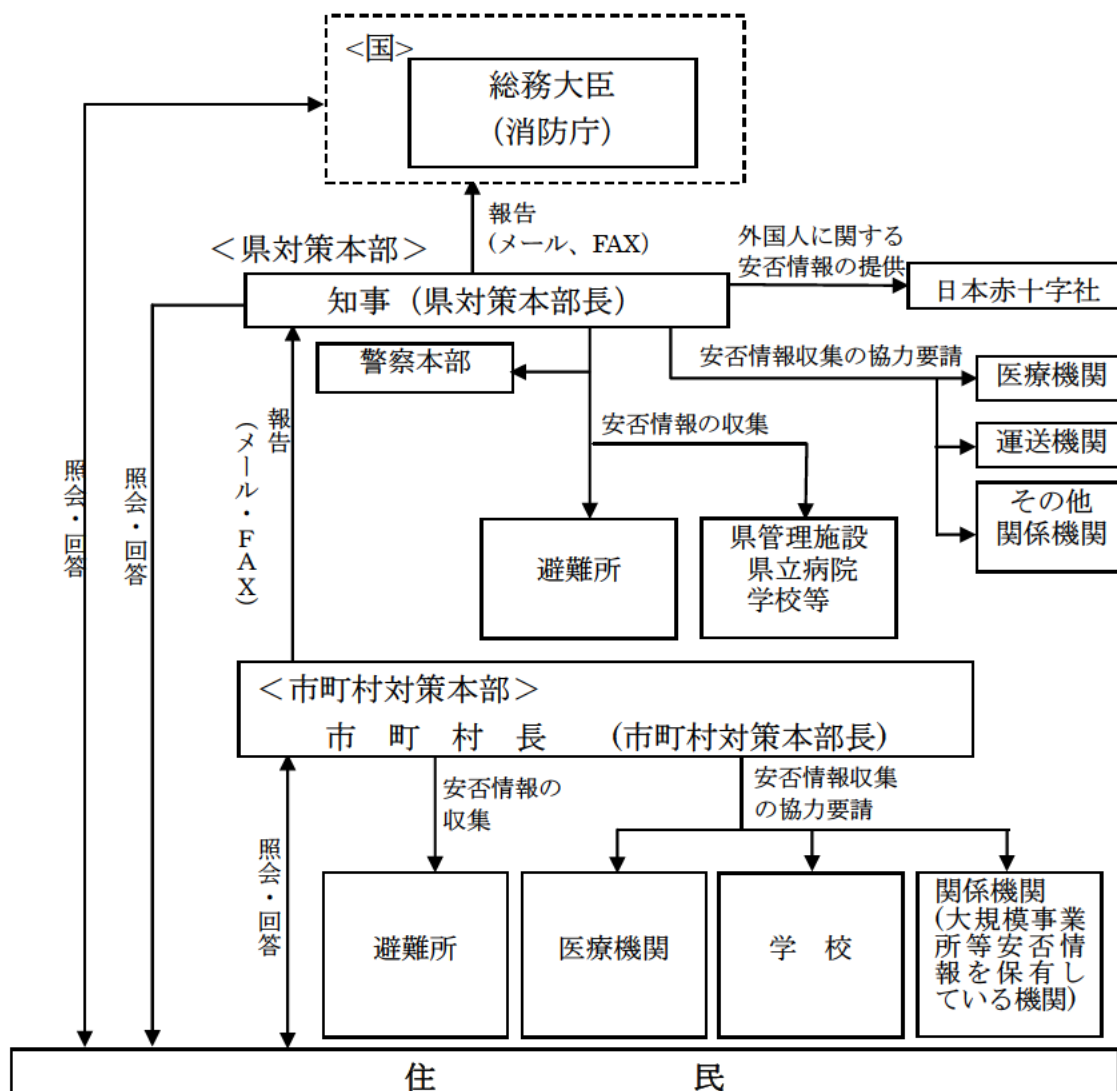 <国>
総務大臣
(消防庁)
報告
(メール、FAX)
外国人に関する
安否情報の提供
<県対策本部>
知事(県対策本部長)
日本赤十字社
警察本部
安否情報収集の協力要請
医療機関
報告
(メール・FAX)
安否情報の収集
運送機関
照会・回答
照会・回答
その他
関係機関
避難所
県管理施設
県立病院
学校等
<市町村対策本部>
市 町 村 長 (市町村対策本部長)
安否情報の
収集
安否情報収集
の協力要請
照会・回答
避難所
医療機関
学 校
関係機関
(大規模事業
所等安否情
報を保有し
ている機関)
住 民